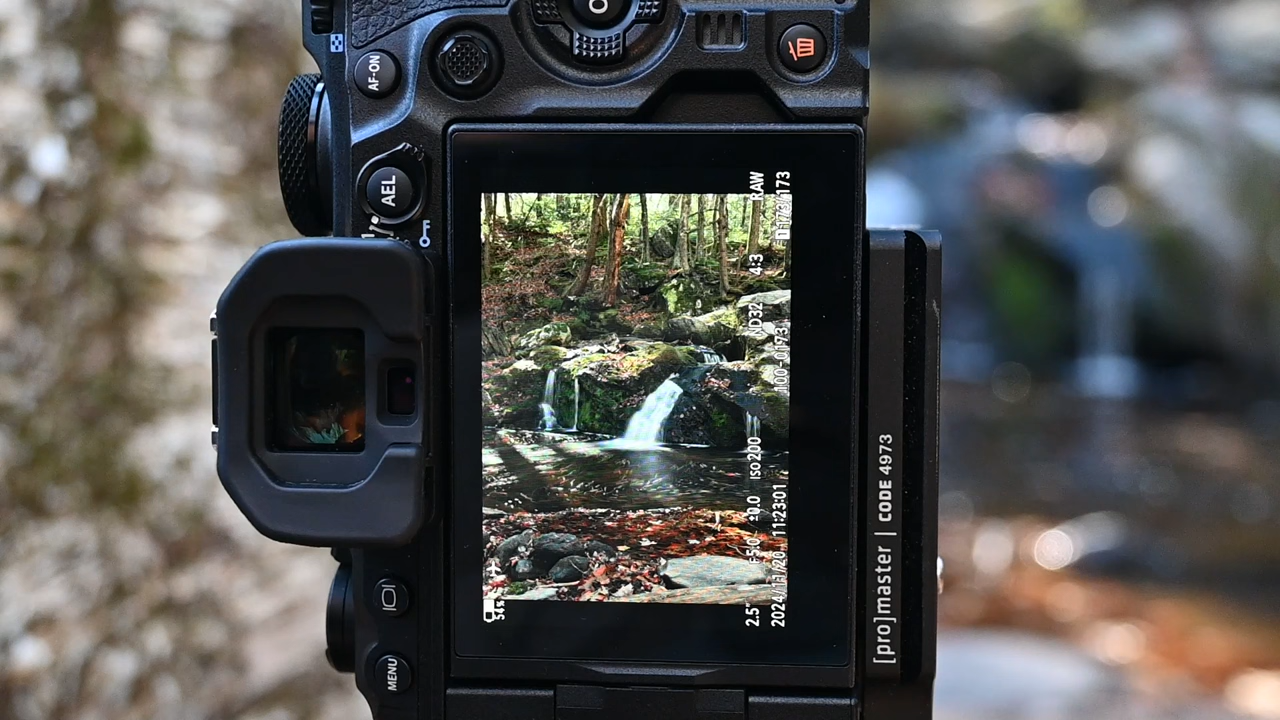 AF-ON
AEL
MENU
54%
2.5" F5.0 ±0.0 ISO200 ND32 4:3 RAW
2024/11/20 11:23:01 100-0173 173
[pro]master | CODE 4973